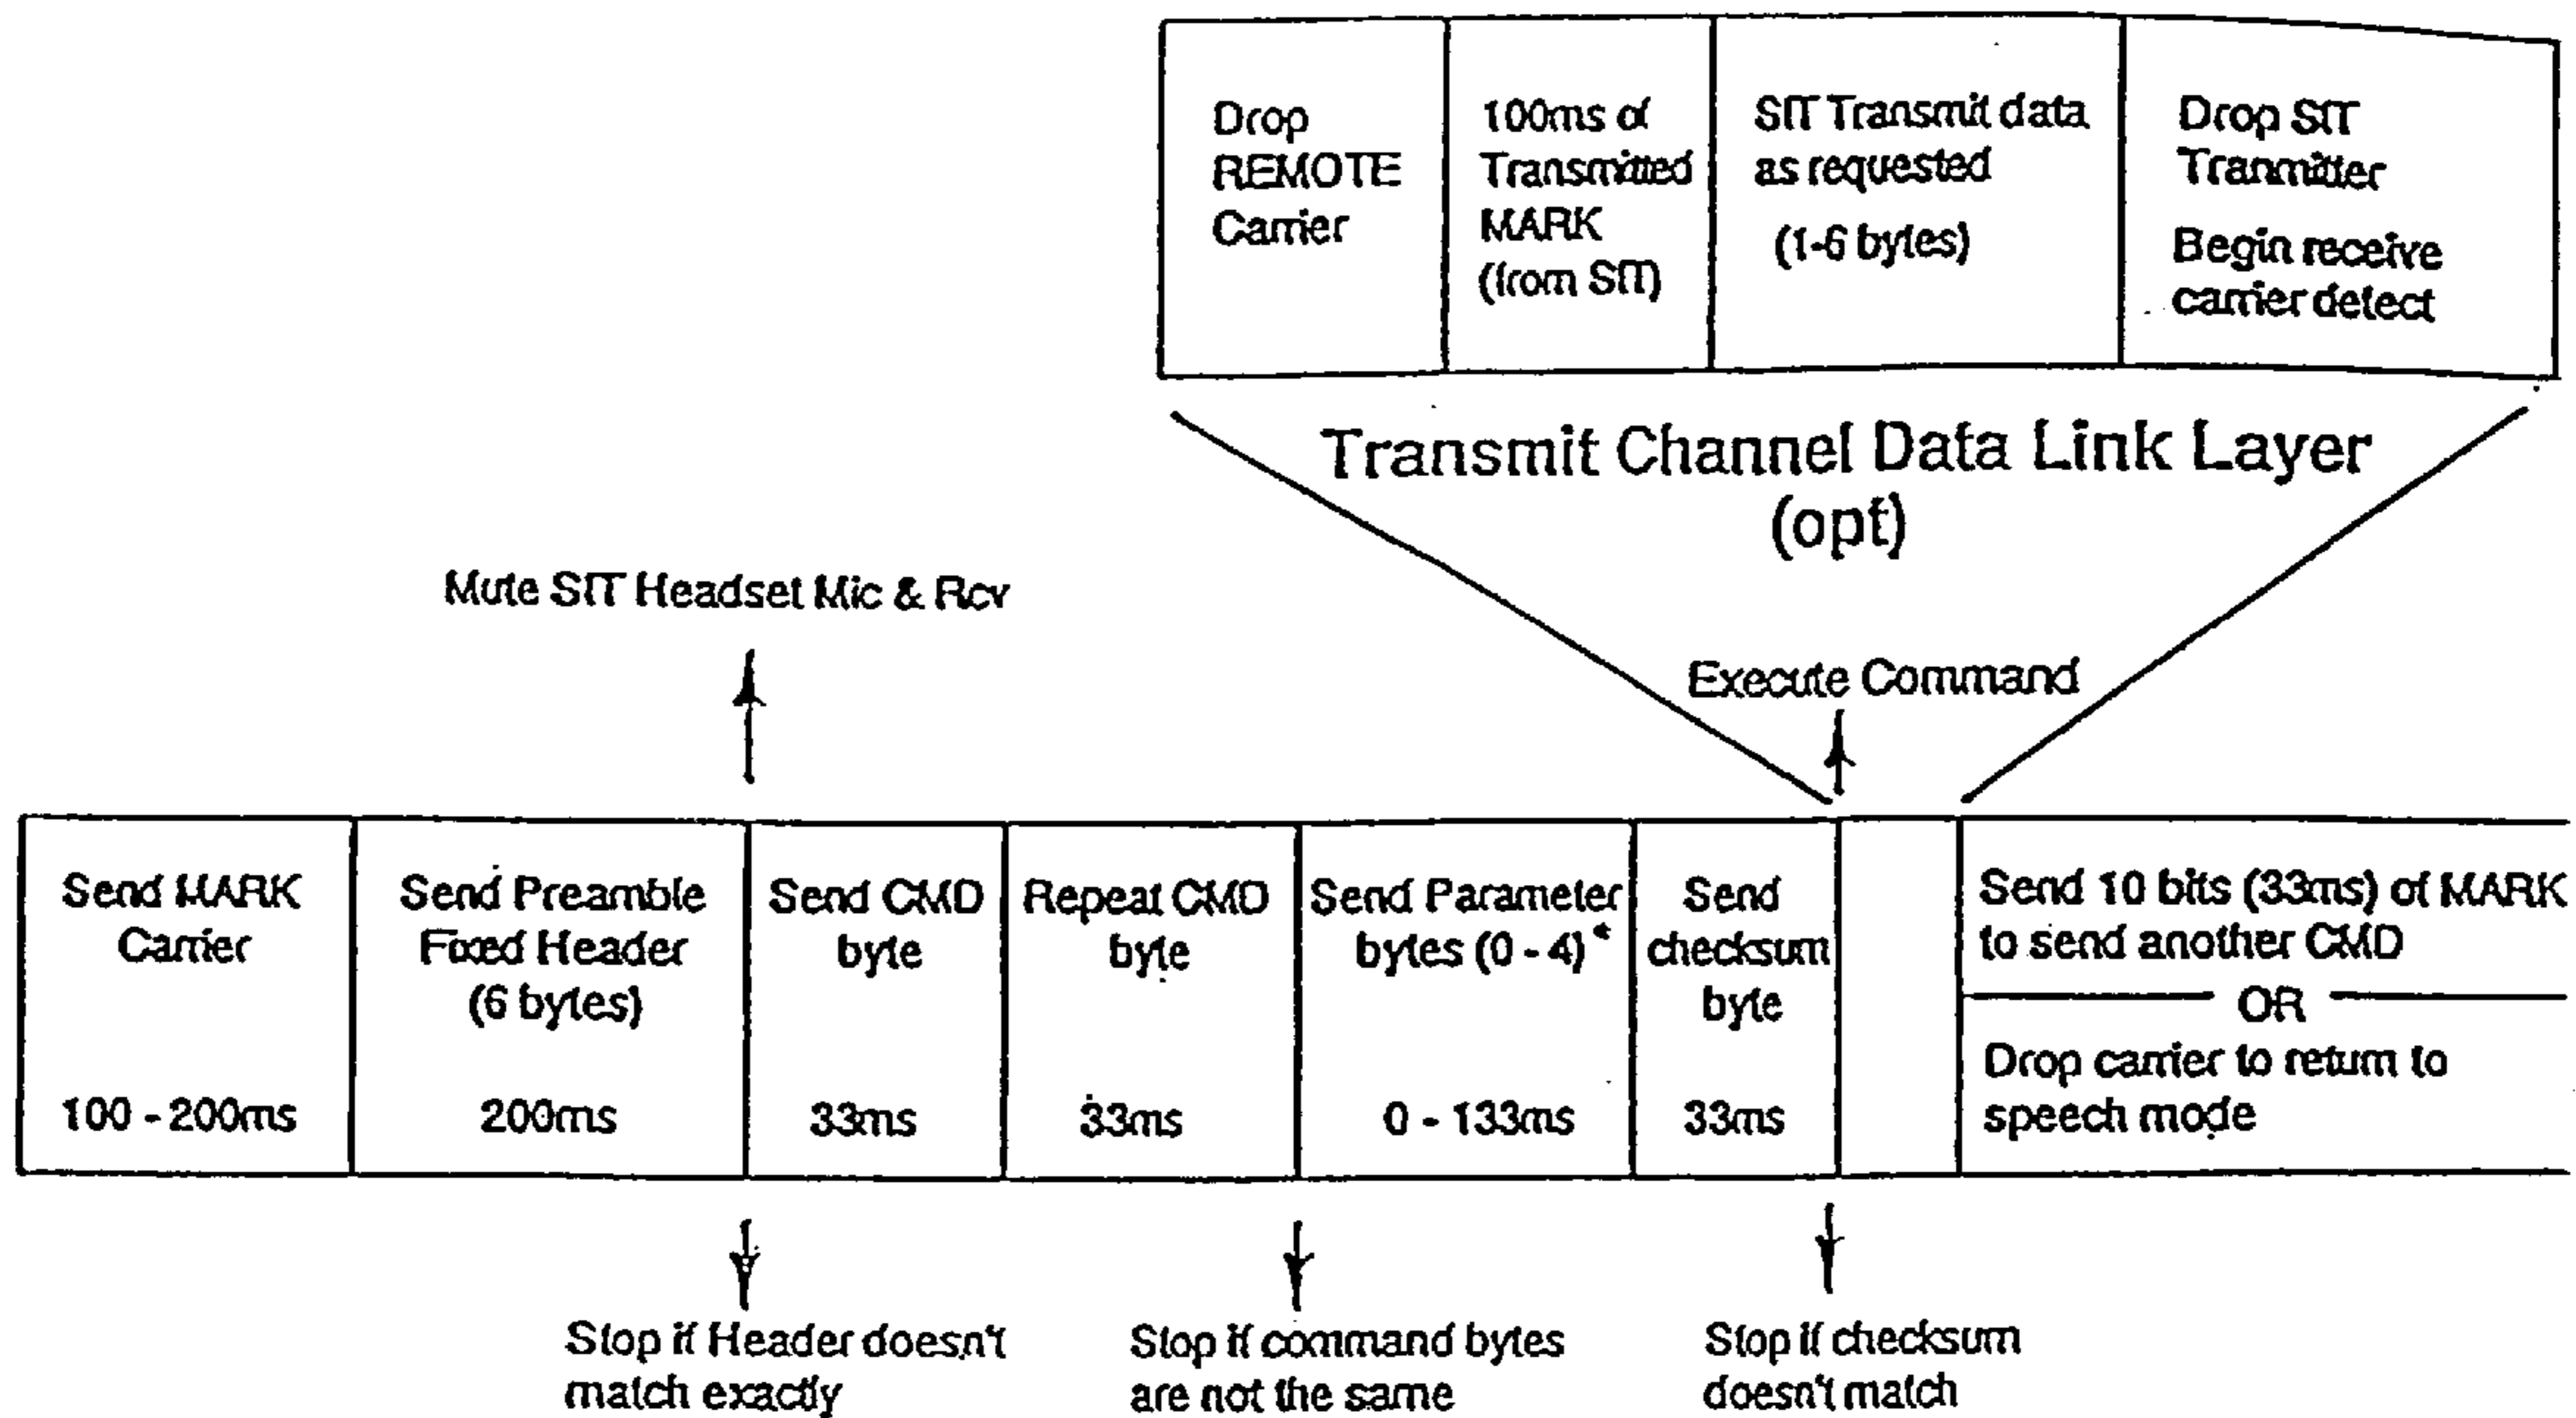 Drop
REMOTE
Carrier
100ms of
Transmitted
MARK
(from SIT)
SIT Transmit data
as requested
(1-6 bytes)
Drop SIT
Tranmitter
Begin receive
carrier detect
Transmit Channel Data Link Layer
(opt)
Mute SIT Headset Mic & Rcv
Execute Command
Send MARK
Carrier
100 - 200ms
Send Preamble
Fixed Header
(6 bytes)
200ms
Send CMD
byte
33ms
Repeat CMD
byte
33ms
Send Parameter
bytes (0 - 4)*
0 - 133ms
Send
checksum
byte
33ms
Send 10 bits (33ms) of MARK
to send another CMD
OR
Drop carrier to return to
speech mode
Stop if Header doesn't
match exactly
Stop if command bytes
are not the same
Stop if checksum
doesn't match